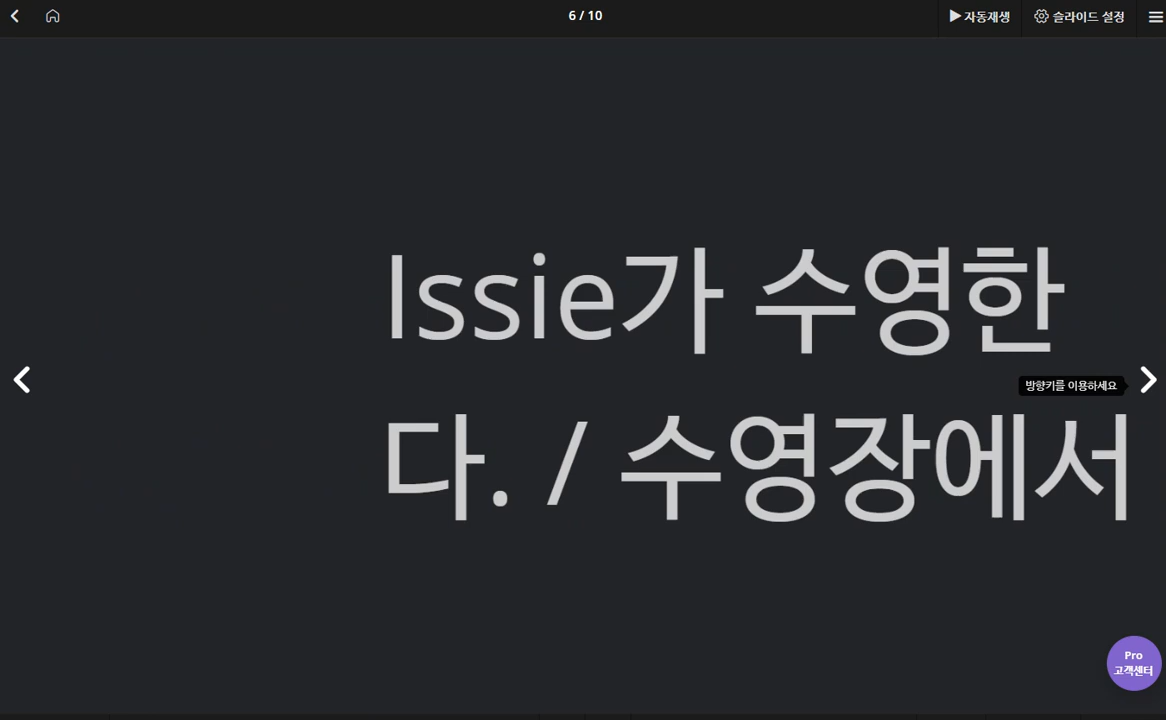 6 / 10
자동재생
슬라이드 설정
Issie가 수영한
다. / 수영장에서
방향키를 이용하세요
Pro
고객센터